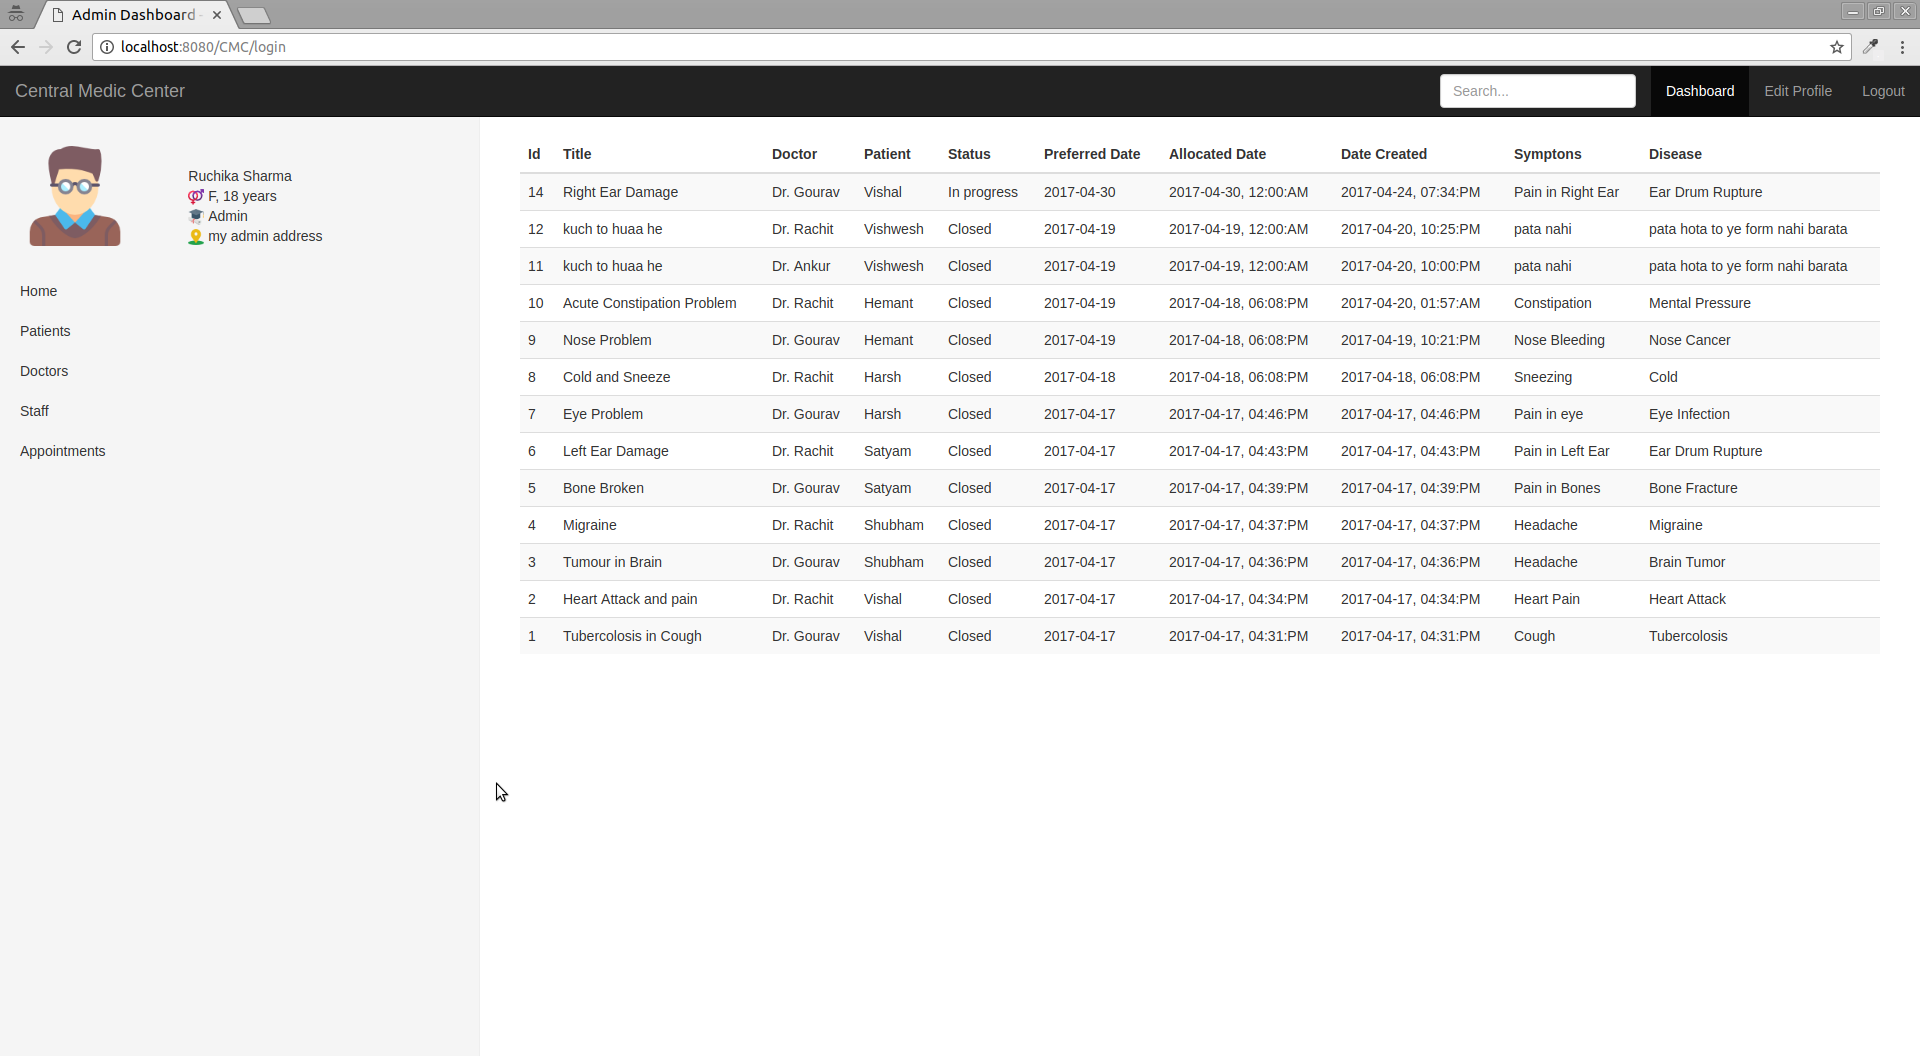 Admin Dashboard -
localhost:8080/CMC/login
Central Medic Center Search... Dashboard Edit Profile Logout
Ruchika Sharma
F, 18 years
Admin
my admin address
Home
Patients
Doctors
Staff
Appointments
Id Title Doctor Patient Status Preferred Date Allocated Date Date Created Symptons Disease
14 Right Ear Damage Dr. Gourav Vishal In progress 2017-04-30 2017-04-30, 12:00:AM 2017-04-24, 07:34:PM Pain in Right Ear Ear Drum Rupture
12 kuch to huaa he Dr. Rachit Vishwesh Closed 2017-04-19 2017-04-19, 12:00:AM 2017-04-20, 10:25:PM pata nahi pata hota to ye form nahi barata
11 kuch to huaa he Dr. Ankur Vishwesh Closed 2017-04-19 2017-04-19, 12:00:AM 2017-04-20, 10:00:PM pata nahi pata hota to ye form nahi barata
10 Acute Constipation Problem Dr. Rachit Hemant Closed 2017-04-19 2017-04-18, 06:08:PM 2017-04-20, 01:57:AM Constipation Mental Pressure
9 Nose Problem Dr. Gourav Hemant Closed 2017-04-19 2017-04-18, 06:08:PM 2017-04-19, 10:21:PM Nose Bleeding Nose Cancer
8 Cold and Sneeze Dr. Rachit Harsh Closed 2017-04-18 2017-04-18, 06:08:PM 2017-04-18, 06:08:PM Sneezing Cold
7 Eye Problem Dr. Gourav Harsh Closed 2017-04-17 2017-04-17, 04:46:PM 2017-04-17, 04:46:PM Pain in eye Eye Infection
6 Left Ear Damage Dr. Rachit Satyam Closed 2017-04-17 2017-04-17, 04:43:PM 2017-04-17, 04:43:PM Pain in Left Ear Ear Drum Rupture
5 Bone Broken Dr. Gourav Satyam Closed 2017-04-17 2017-04-17, 04:39:PM 2017-04-17, 04:39:PM Pain in Bones Bone Fracture
4 Migraine Dr. Rachit Shubham Closed 2017-04-17 2017-04-17, 04:37:PM 2017-04-17, 04:37:PM Headache Migraine
3 Tumour in Brain Dr. Gourav Shubham Closed 2017-04-17 2017-04-17, 04:36:PM 2017-04-17, 04:36:PM Headache Brain Tumor
2 Heart Attack and pain Dr. Rachit Vishal Closed 2017-04-17 2017-04-17, 04:34:PM 2017-04-17, 04:34:PM Heart Pain Heart Attack
1 Tubercolosis in Cough Dr. Gourav Vishal Closed 2017-04-17 2017-04-17, 04:31:PM 2017-04-17, 04:31:PM Cough Tubercolosis